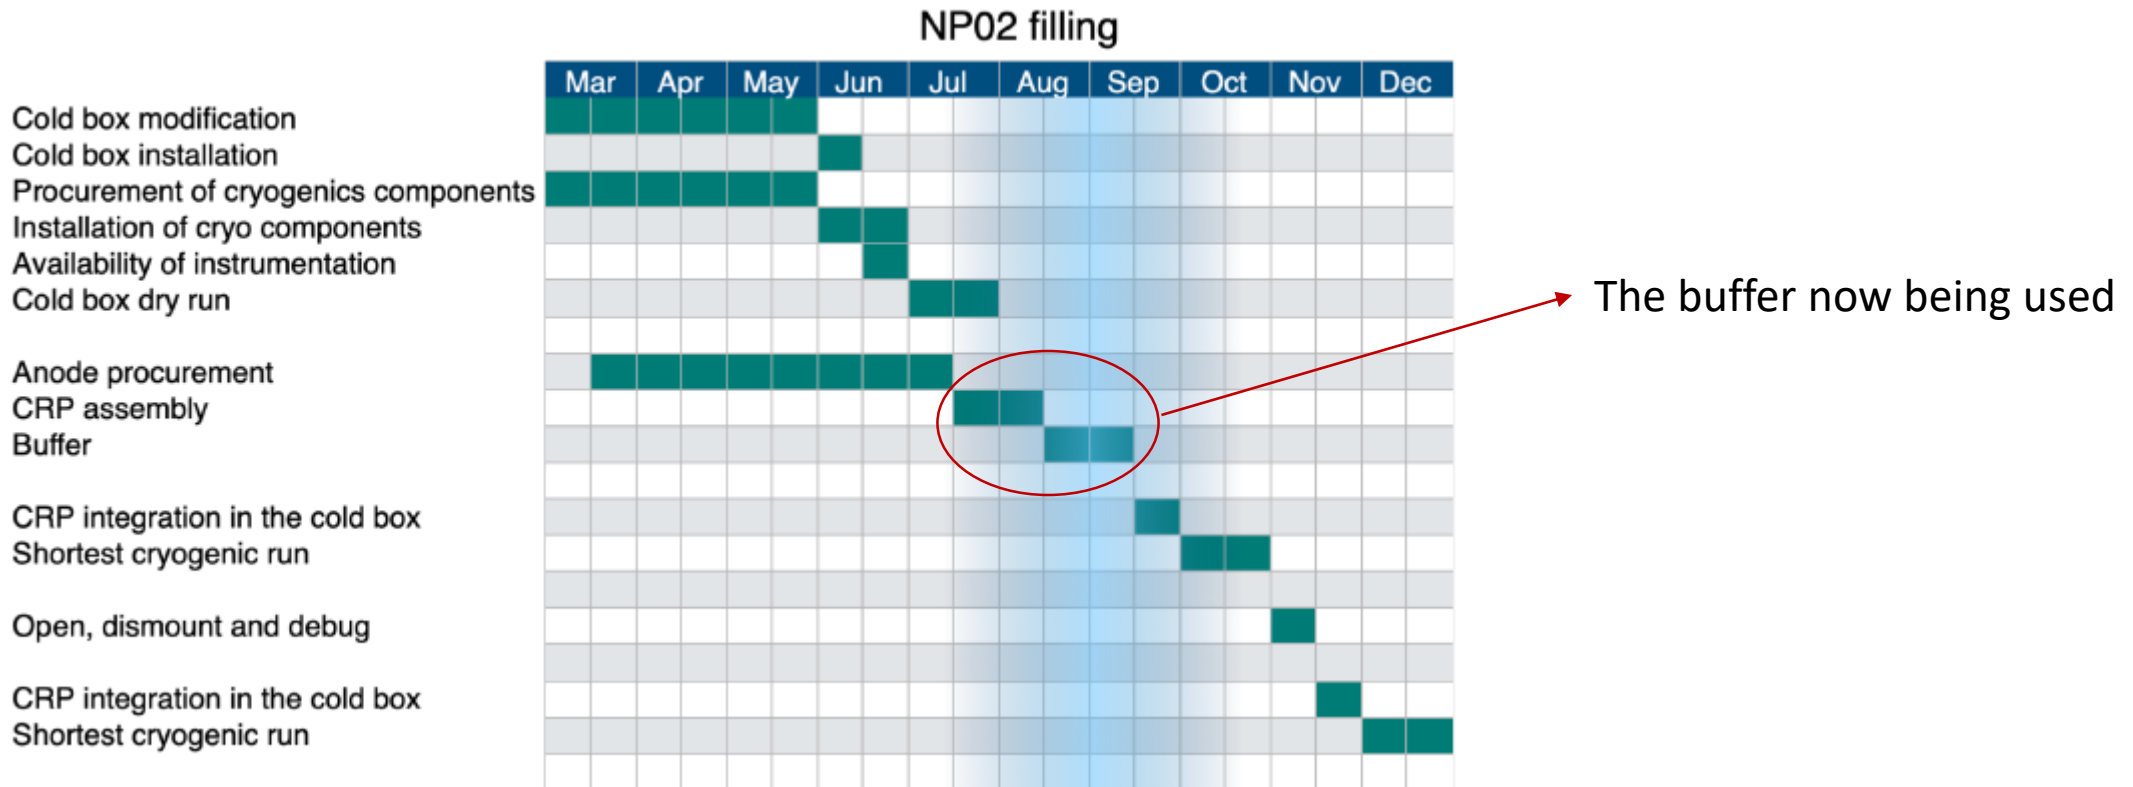 NP02 filling
Mar Apr May Jun Jul Aug Sep Oct Nov Dec
Cold box modification
Cold box installation
Procurement of cryogenics components
Installation of cryo components
Availability of instrumentation
Cold box dry run
The buffer now being used
Anode procurement
CRP assembly
Buffer
CRP integration in the cold box
Shortest cryogenic run
Open, dismount and debug
CRP integration in the cold box
Shortest cryogenic run